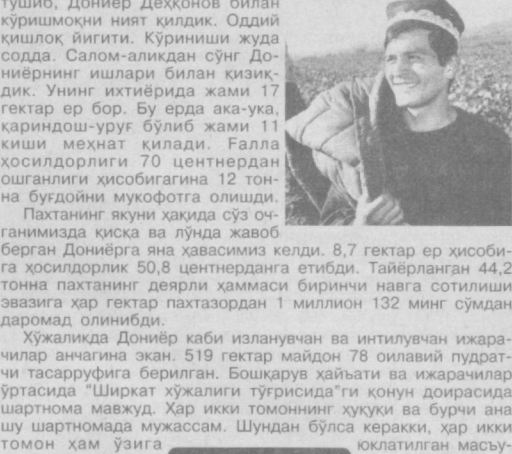 тушиб, Дониёр Деҳқонов билан
кўришмоқни ният қилдик. Оддий
қишлоқ йигити. Кўриниши жуда
содда. Салом-аликдан сўнг До-
ниёрнинг ишлари билан қизиқ-
дик. Унинг ихтиёрида жами 17
гектар ер бор. Бу ерда ака-ука,
қариндош-уруғ бўлиб жами 11
киши меҳнат қилади. Ғалла
ҳосилдорлиги 70 центнердан
ошганлиги ҳисобигагина 12 тон-
на буғдойни мукофотга олишди.
Пахтанинг якуни ҳақида сўз оч-
ганимизда қисқа ва лўнда жавоб
берган Дониёрга яна ҳавасимиз келди. 8,7 гектар ер ҳисоби-
га ҳосилдорлик 50,8 центнерданга етибди. Тайёрланган 44,2
тонна пахтанинг деярли ҳаммаси биринчи навга сотилиши
эвазига ҳар гектар пахтазордан 1 миллион 132 минг сўмдан
даромад олинибди.
Хўжаликда Дониёр каби изланувчан ва интилувчан ижара-
чилар анчагина экан. 519 гектар майдон 78 оилавий пудрат-
чи тасарруфига берилган. Бошқарув ҳайъати ва ижарачилар
ўртасида "Ширкат хўжалиги тўғрисида"ги қонун доирасида
шартнома мавжуд. Ҳар икки томоннинг ҳуқуқи ва бурчи ана
шу шартномада мужассам. Шундан бўлса керакки, ҳар икки
томон ҳам ўзига юклатилган масъу-